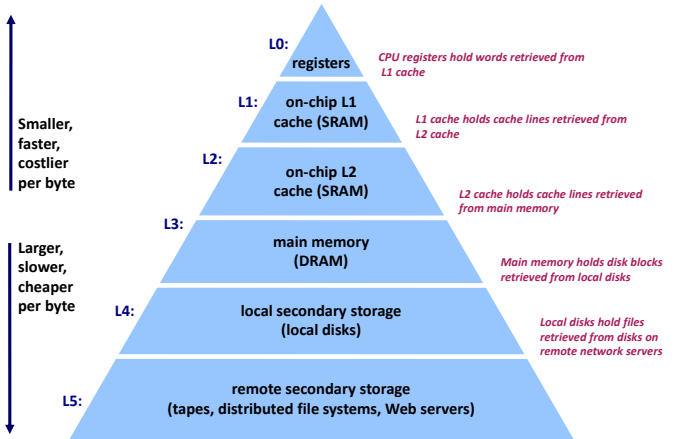 L0:
registers
CPU registers hold words retrieved from
L1 cache
L1:
on-chip L1
cache (SRAM)
L1 cache holds cache lines retrieved from
L2 cache
Smaller,
faster,
costlier
per byte
L2:
on-chip L2
cache (SRAM)
L2 cache holds cache lines retrieved
from main memory
L3:
main memory
(DRAM)
Main memory holds disk blocks
retrieved from local disks
Larger,
slower,
cheaper
per byte
L4:
local secondary storage
(local disks)
Local disks hold files
retrieved from disks on
remote network servers
L5:
remote secondary storage
(tapes, distributed file systems, Web servers)